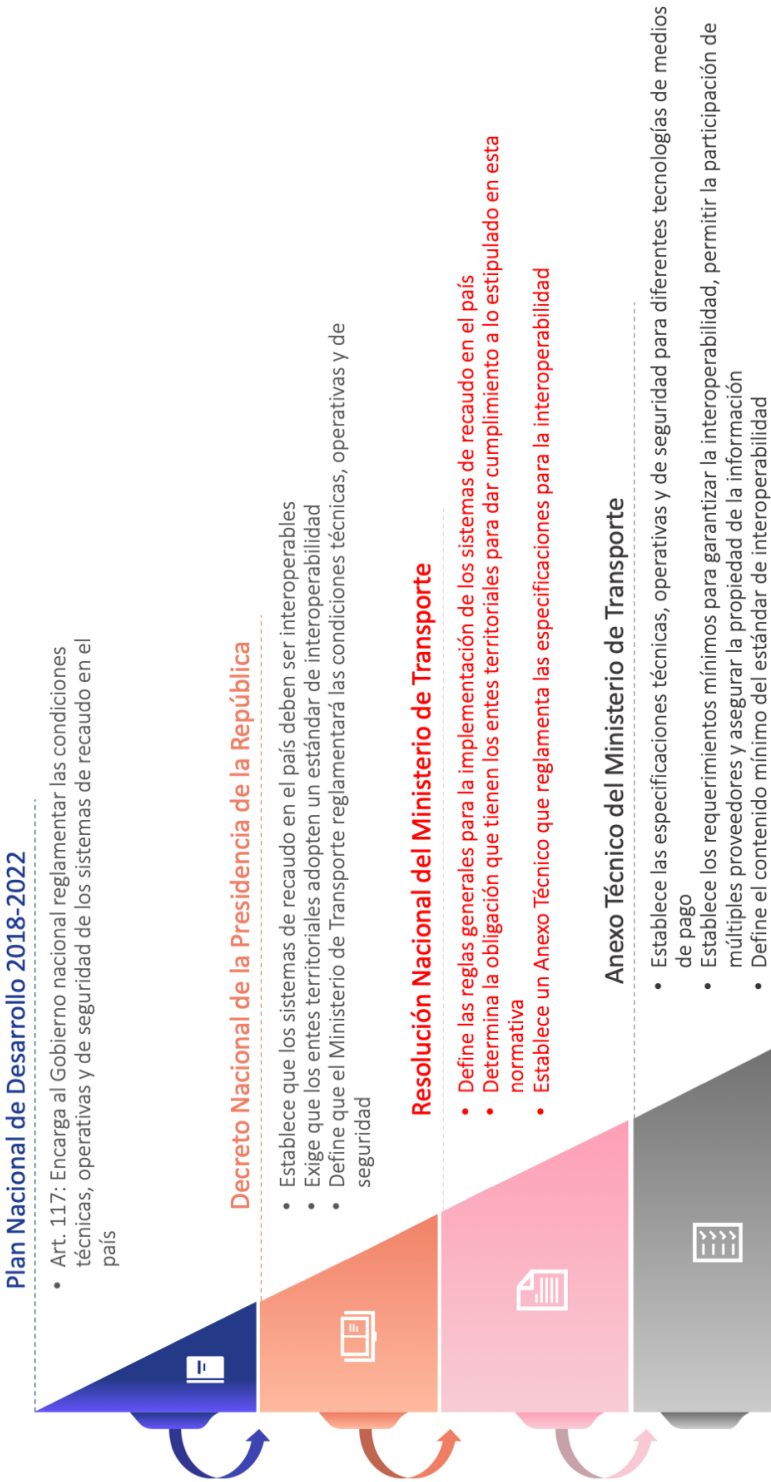 Plan Nacional de Desarrollo 2018-2022
• Art. 117: Encarga al Gobierno nacional reglamentar las condiciones
técnicas, operativas y de seguridad de los sistemas de recaudo en el
país
Decreto Nacional de la Presidencia de la República
• Establece que los sistemas de recaudo en el país deben ser interoperables
• Exige que los entes territoriales adopten un estándar de interoperabilidad
• Define que el Ministerio de Transporte reglamentará las condiciones técnicas, operativas y de
seguridad
Resolución Nacional del Ministerio de Transporte
• Define las reglas generales para la implementación de los sistemas de recaudo en el país
• Determina la obligación que tienen los entes territoriales para dar cumplimiento a lo estipulado en esta
normativa
• Establece un Anexo Técnico que reglamenta las especificaciones para la interoperabilidad
Anexo Técnico del Ministerio de Transporte
• Establece las especificaciones técnicas, operativas y de seguridad para diferentes tecnologías de medios
de pago
• Establece los requerimientos mínimos para garantizar la interoperabilidad, permitir la participación de
múltiples proveedores y asegurar la propiedad de la información
• Define el contenido mínimo del estándar de interoperabilidad